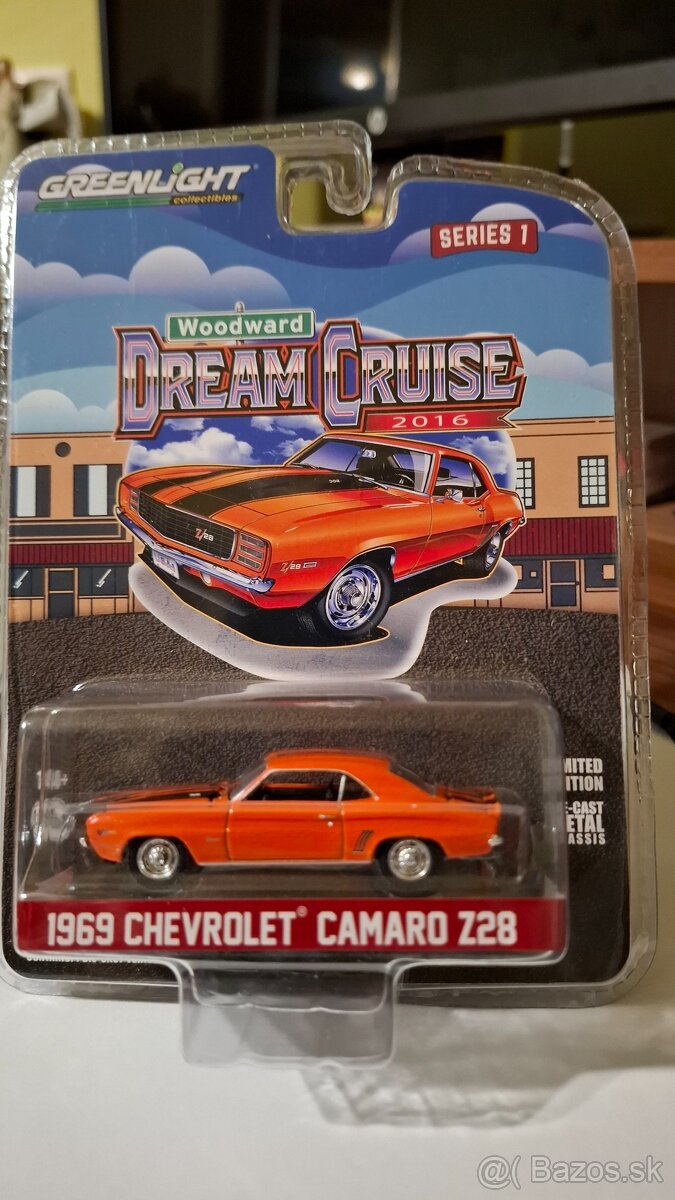 GREENLIGHT
collectibles
SERIES 1
Woodward
DREAM CRUISE
2016
302
Z/28
Z/28
MITED
ITION
E-CAST
ETAL
ASSIS
1969 CHEVROLET® CAMARO Z28
@( Bazos.sk